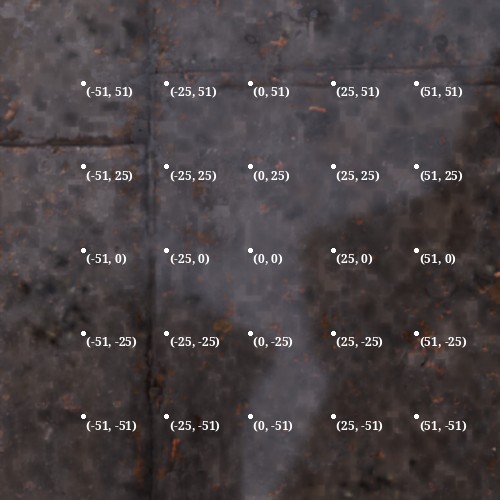 (-51, 51) (-25, 51) (0, 51) (25, 51) (51, 51)
(-51, 25) (-25, 25) (0, 25) (25, 25) (51, 25)
(-51, 0) (-25, 0) (0, 0) (25, 0) (51, 0)
(-51, -25) (-25, -25) (0, -25) (25, -25) (51, -25)
(-51, -51) (-25, -51) (0, -51) (25, -51) (51, -51)